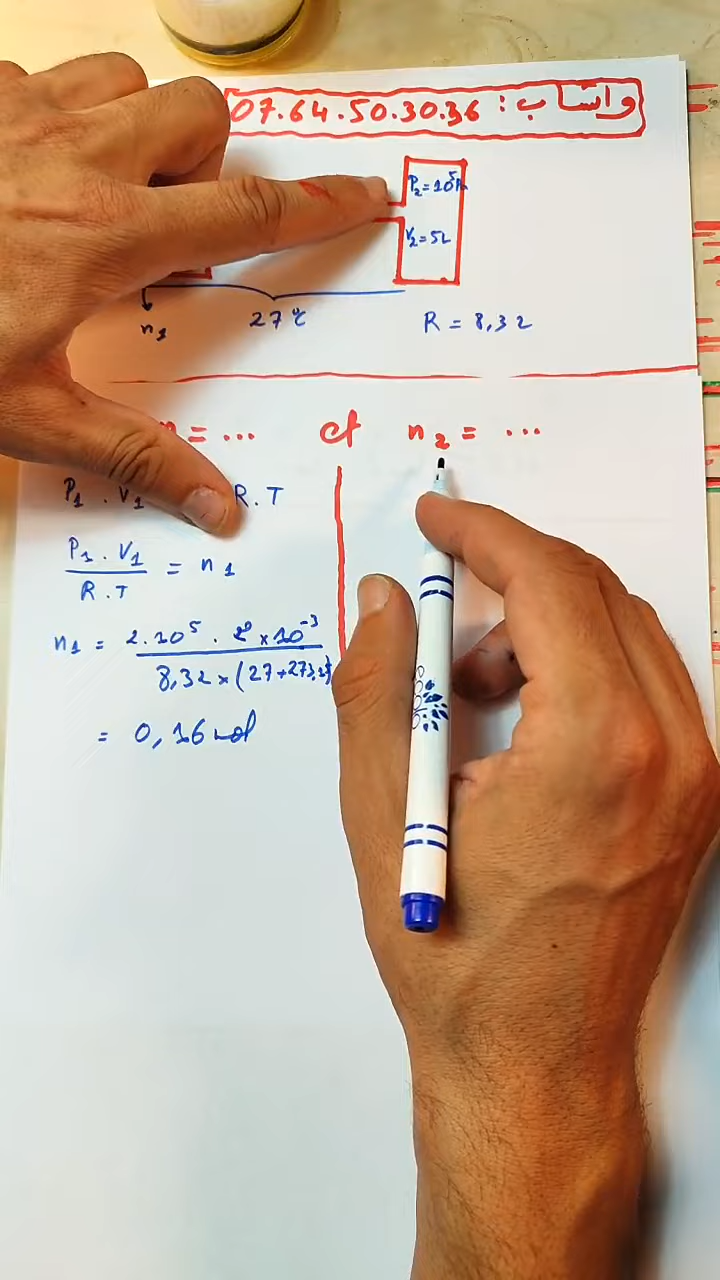 واتساب : 07.64.50.30.36
P₂ = 10⁵Pa
V₂ = 5L
n₁
27 °C
R = 8,32
n = ... et n₂ = ...
P₁ . V₁ R . T
P₁ . V₁ / R . T = n₁
n₁ = 2.10⁵ . 2 × 10⁻³ / 8,32 × (27 + 273,15)
= 0,16 mol